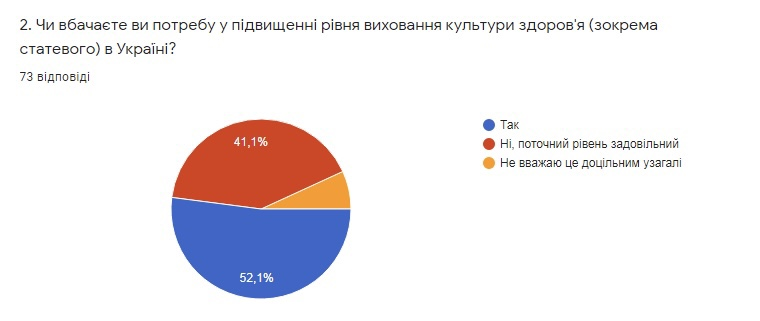 2. Чи вбачаєте ви потребу у підвищенні рівня виховання культури здоров'я (зокрема
статевого) в Україні?
73 відповіді
Так
Ні, поточний рівень задовільний
Не вважаю це доцільним узагалі
41,1%
52,1%